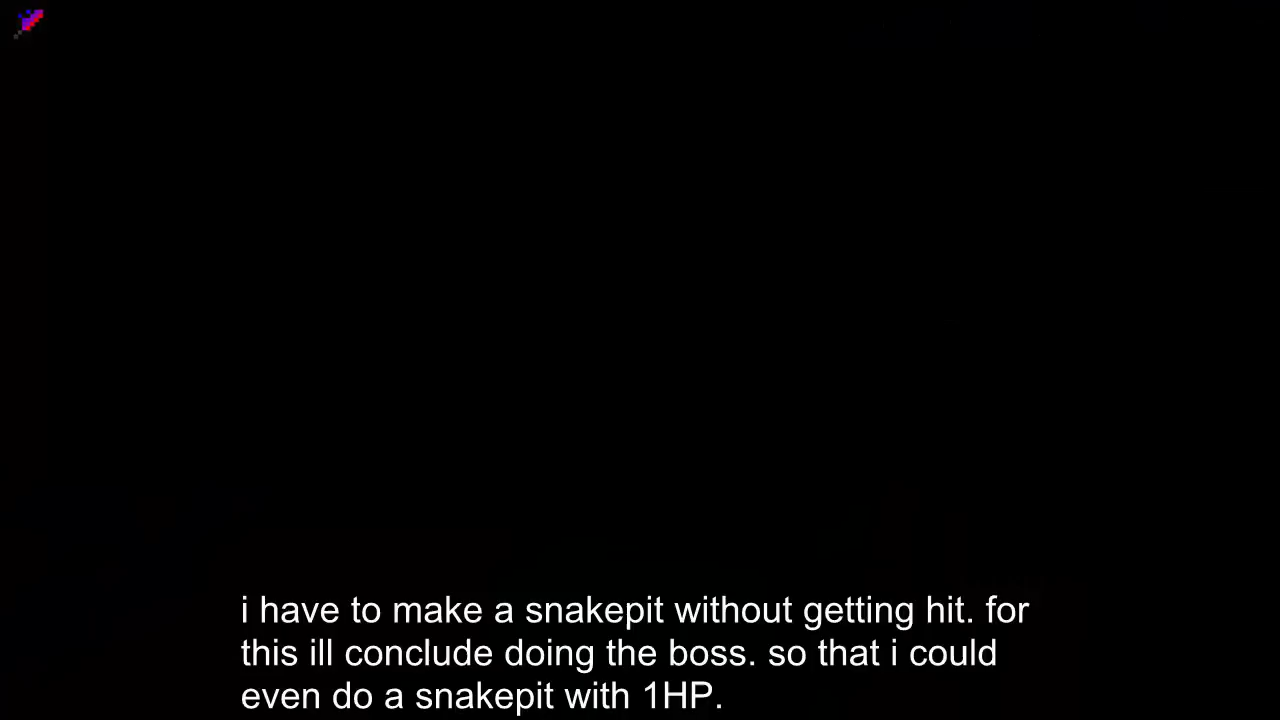 i have to make a snakepit without getting hit. for
this ill conclude doing the boss. so that i could
even do a snakepit with 1HP.